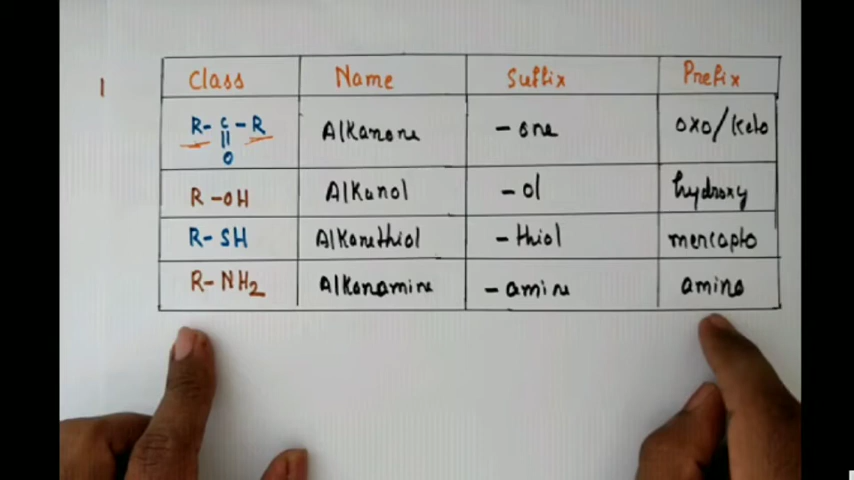 1
Class Name Suffix Prefix
R-C-R Alkanone -one oxo/keto
||
O
R-OH Alkanol -ol hydroxy
R-SH Alkanethiol -thiol mercapto
R-NH2 Alkanamine -amine amino